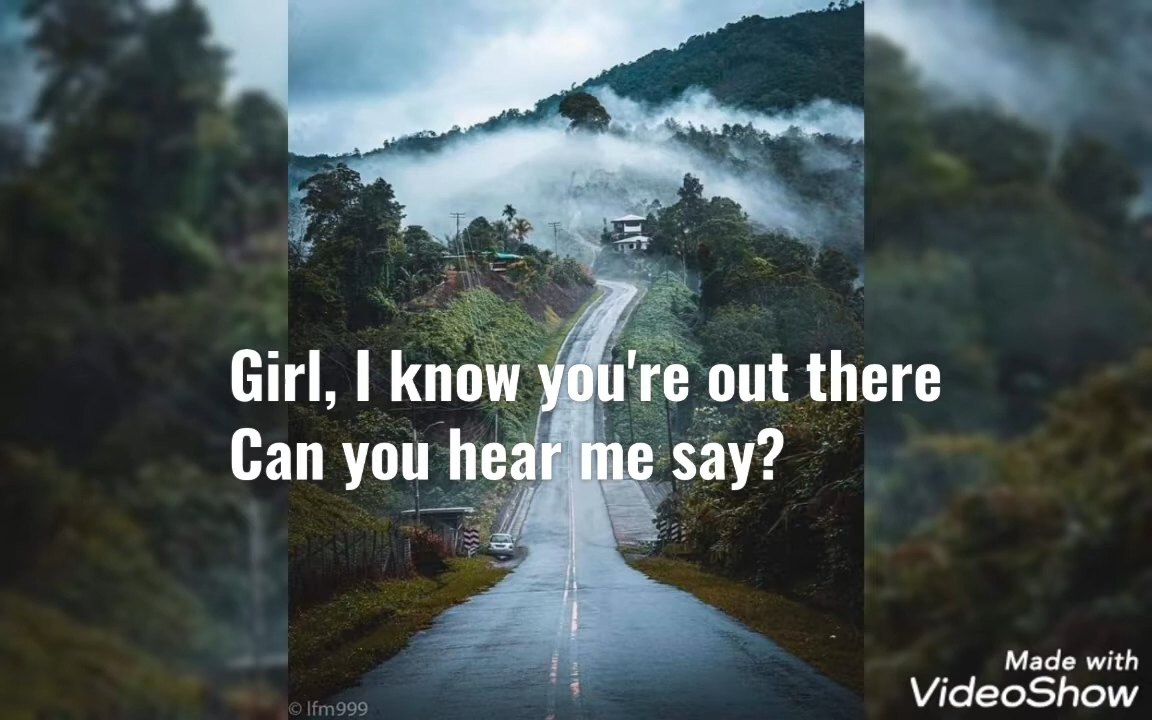 Girl, I know you're out there
Can you hear me say?
© lfm999
Made with
VideoShow